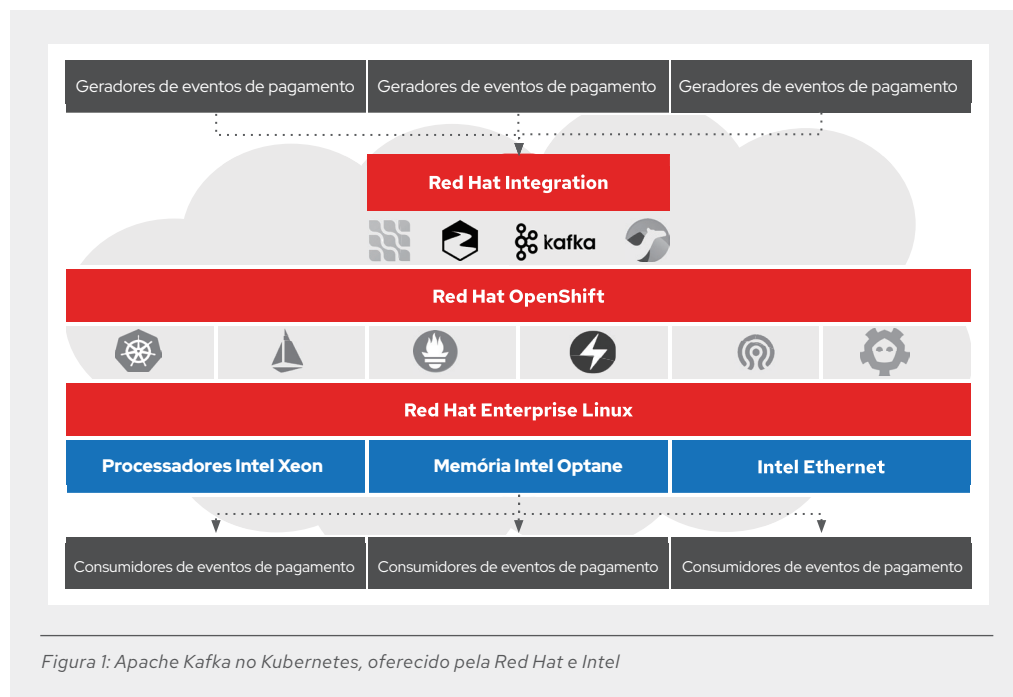 Geradores de eventos de pagamento
Geradores de eventos de pagamento
Geradores de eventos de pagamento
Red Hat Integration
kafka
Red Hat OpenShift
Red Hat Enterprise Linux
Processadores Intel Xeon
Memória Intel Optane
Intel Ethernet
Consumidores de eventos de pagamento
Consumidores de eventos de pagamento
Consumidores de eventos de pagamento
Figura 1: Apache Kafka no Kubernetes, oferecido pela Red Hat e Intel